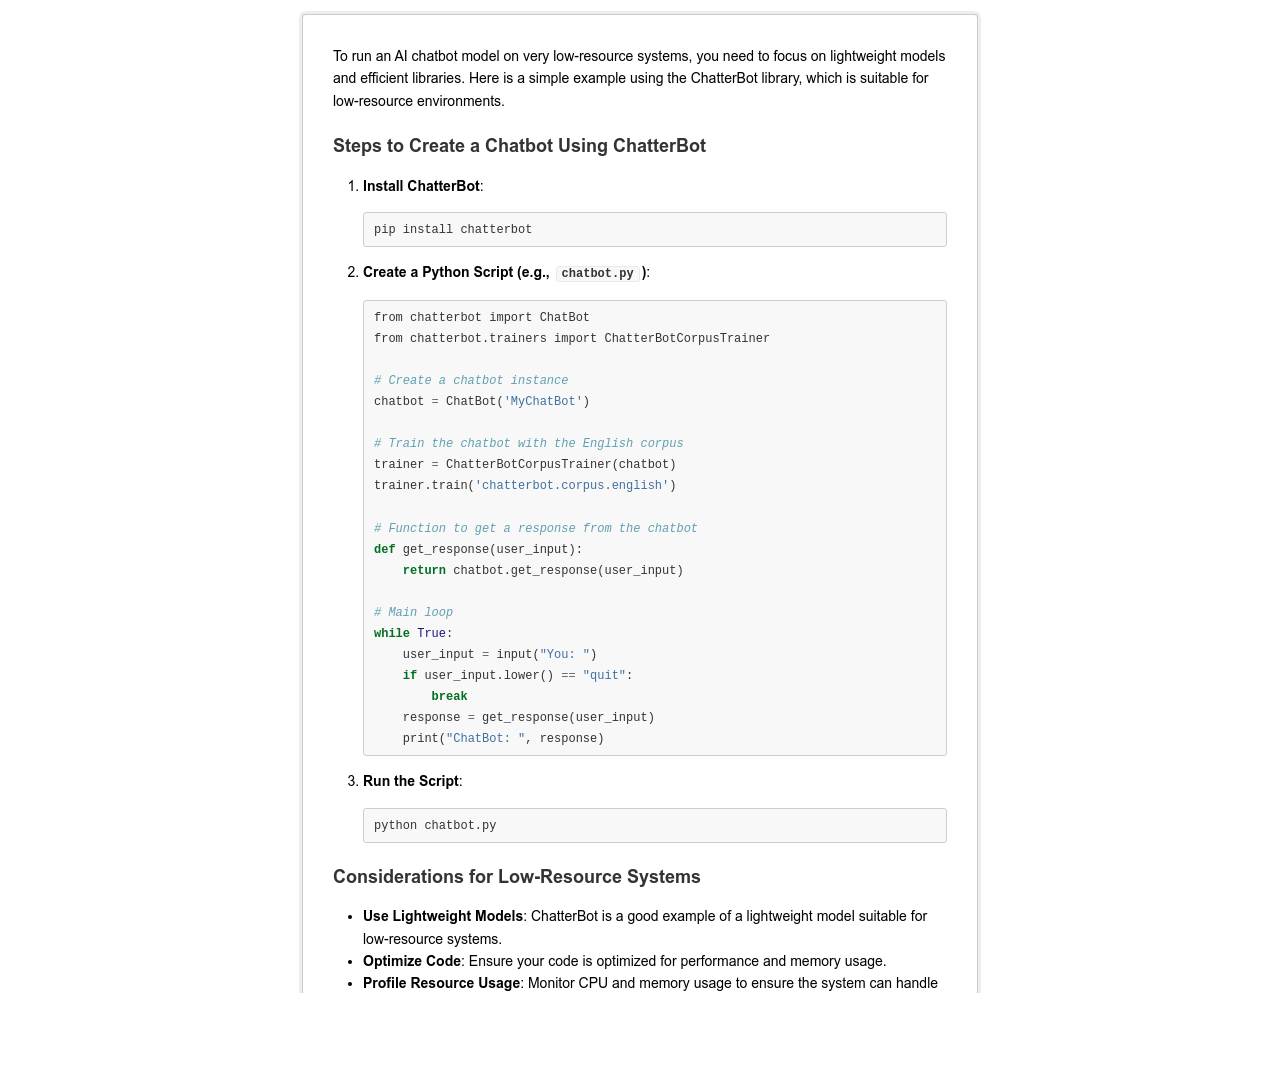 To run an AI chatbot model on very low-resource systems, you need to focus on lightweight models
and efficient libraries. Here is a simple example using the ChatterBot library, which is suitable for
low-resource environments.
Steps to Create a Chatbot Using ChatterBot
1. Install ChatterBot:
pip install chatterbot
2. Create a Python Script (e.g., chatbot.py ):
from chatterbot import ChatBot
from chatterbot.trainers import ChatterBotCorpusTrainer
# Create a chatbot instance
chatbot = ChatBot('MyChatBot')
# Train the chatbot with the English corpus
trainer = ChatterBotCorpusTrainer(chatbot)
trainer.train('chatterbot.corpus.english')
# Function to get a response from the chatbot
def get_response(user_input):
    return chatbot.get_response(user_input)
# Main loop
while True:
    user_input = input("You: ")
    if user_input.lower() == "quit":
        break
    response = get_response(user_input)
    print("ChatBot: ", response)
3. Run the Script:
python chatbot.py
Considerations for Low-Resource Systems
• Use Lightweight Models: ChatterBot is a good example of a lightweight model suitable for
low-resource systems.
• Optimize Code: Ensure your code is optimized for performance and memory usage.
• Profile Resource Usage: Monitor CPU and memory usage to ensure the system can handle